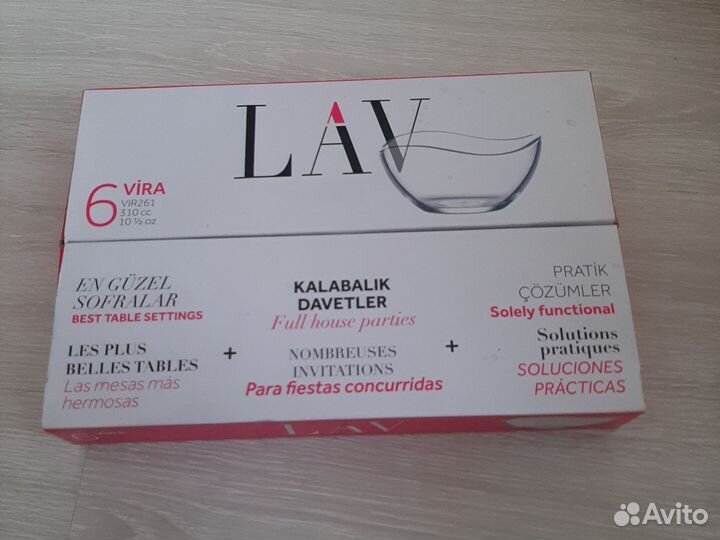 LAV
6 VİRA
VIR261
310 cc
10 ½ oz
EN GÜZEL
SOFRALAR
BEST TABLE SETTINGS
LES PLUS
BELLES TABLES
Las mesas más
hermosas
+
KALABALIK
DAVETLER
Full house parties
NOMBREUSES
INVITATIONS
Para fiestas concurridas
+
PRATİK
ÇÖZÜMLER
Solely functional
Solutions
pratiques
SOLUCIONES
PRÁCTICAS
6
LAV
Avito